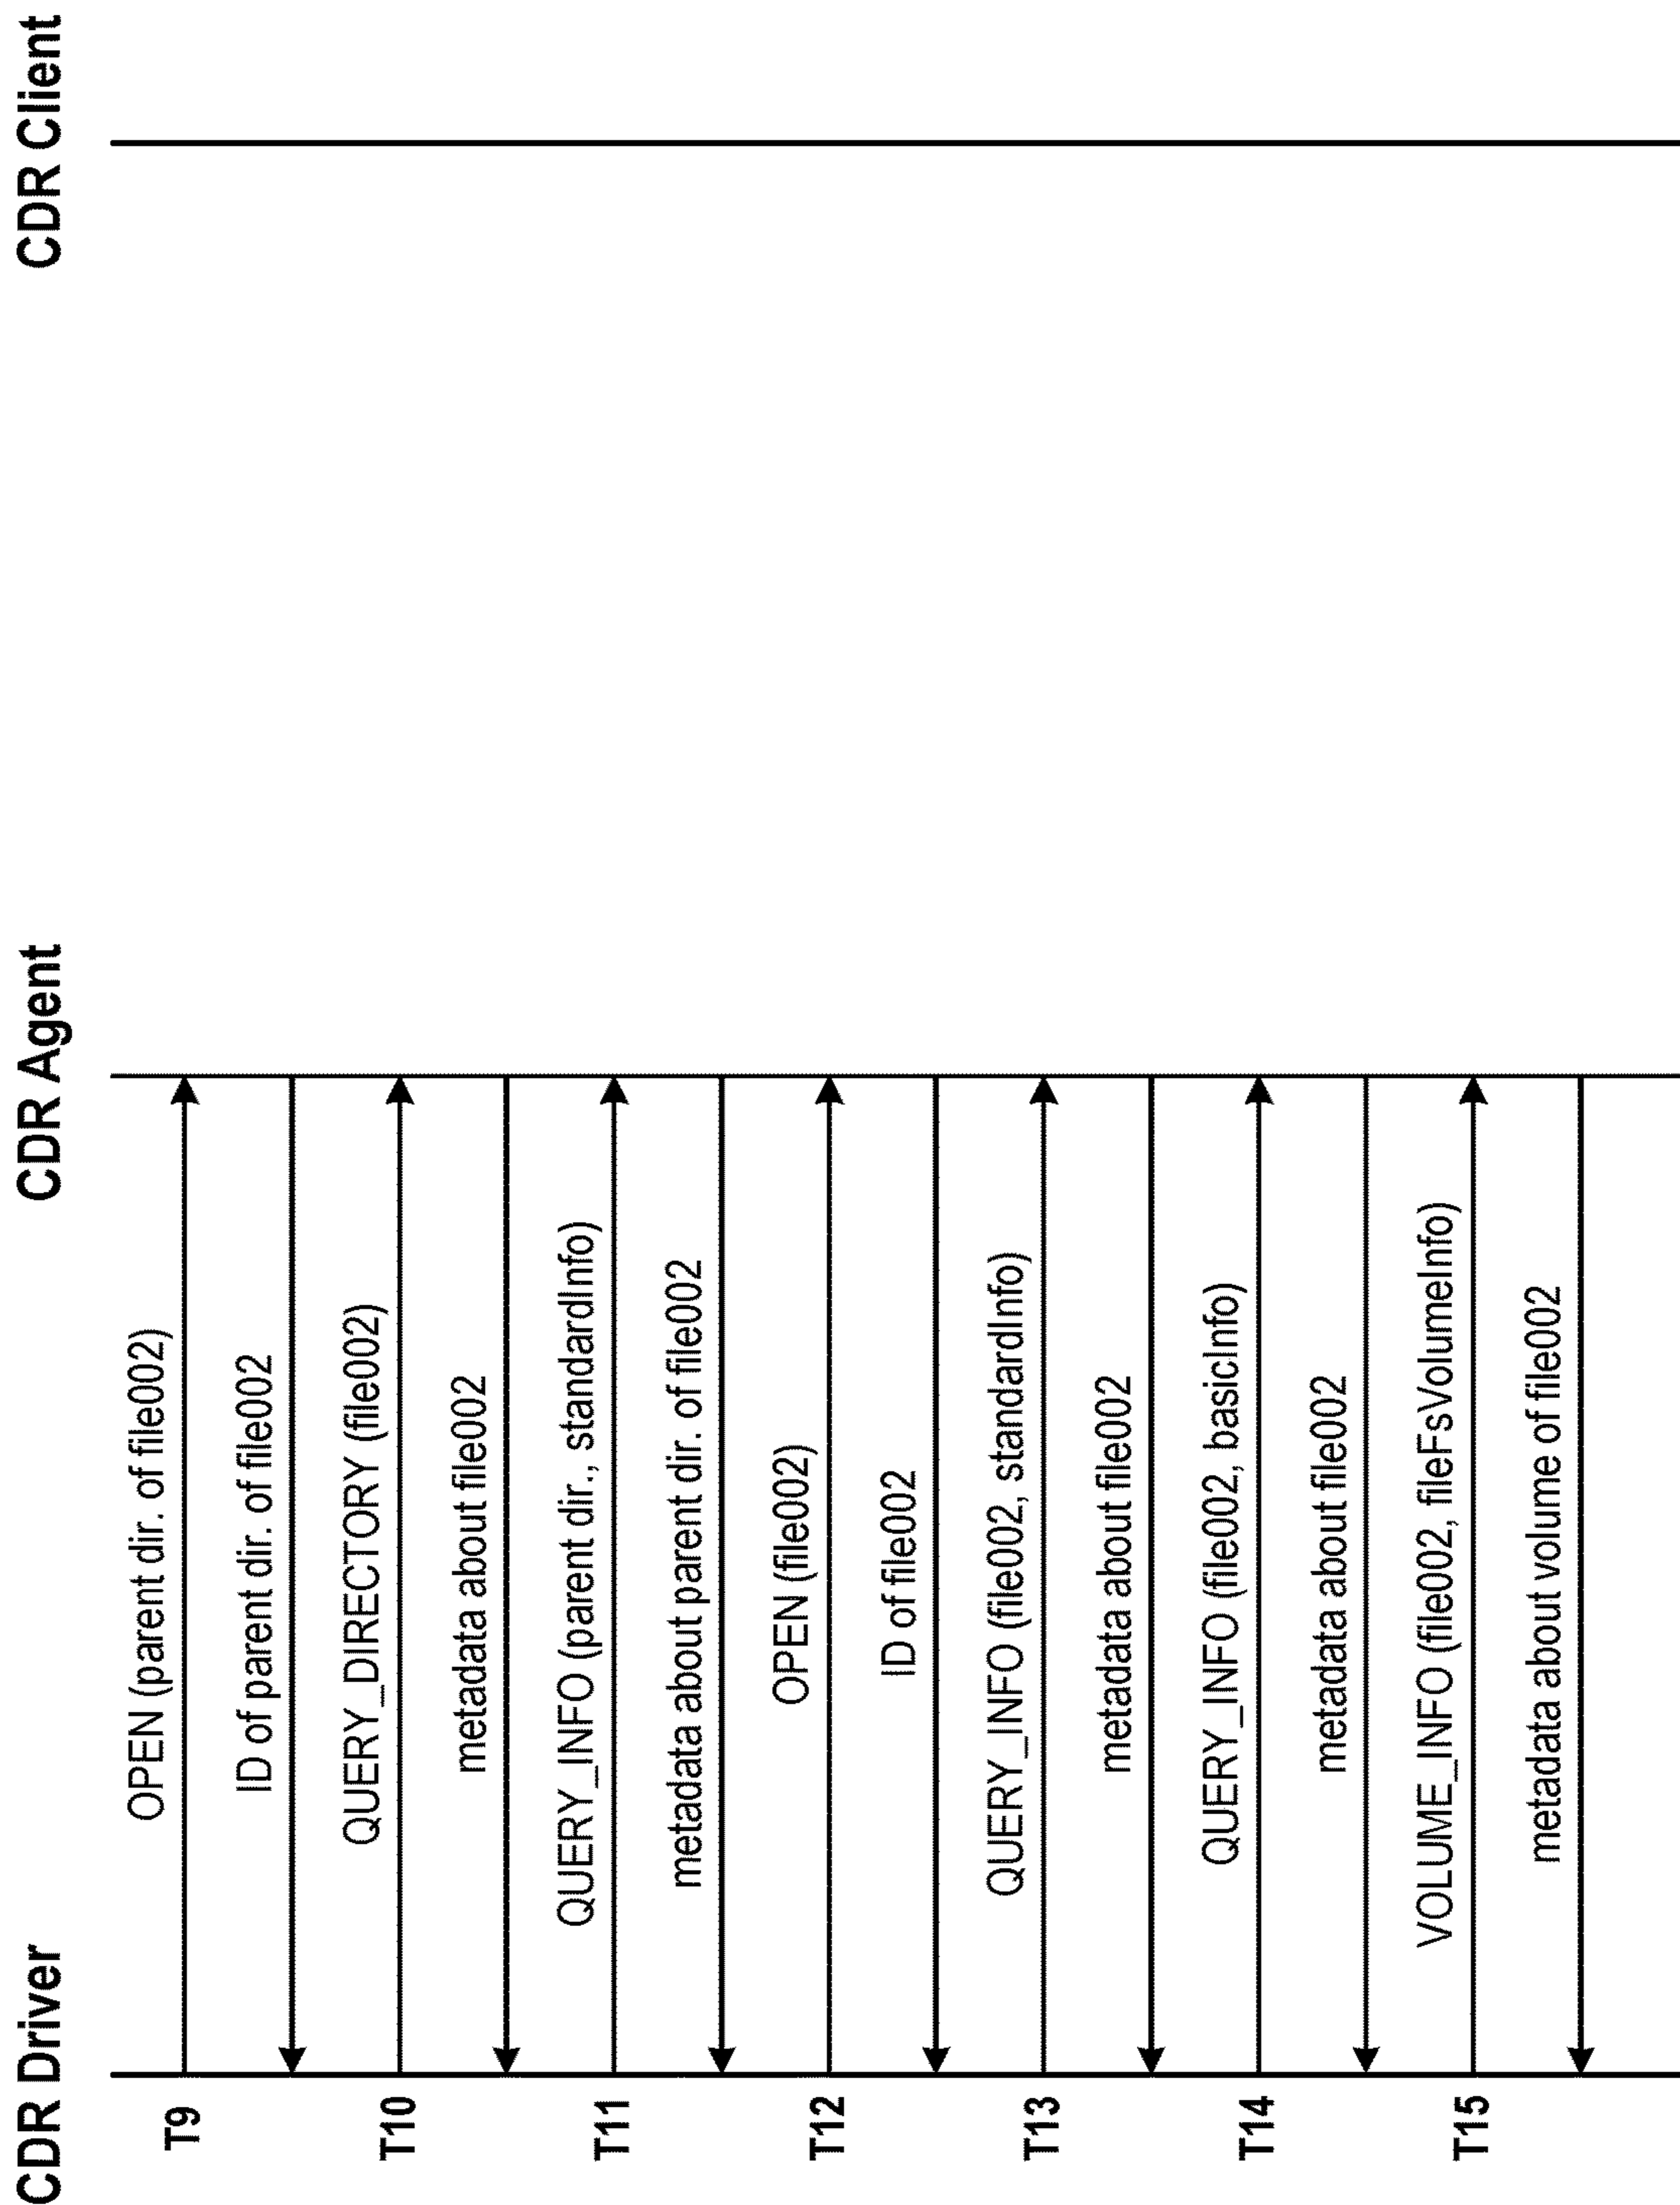 CDR Driver
CDR Agent
CDR Client
T9
OPEN (parent dir. of file002)
ID of parent dir. of file002
T10
QUERY_DIRECTORY (file002)
metadata about file002
T11
QUERY_INFO (parent dir., standardInfo)
metadata about parent dir. of file002
T12
OPEN (file002)
ID of file002
T13
QUERY_INFO (file002, standardInfo)
metadata about file002
T14
QUERY_INFO (file002, basicInfo)
metadata about file002
T15
VOLUME_INFO (file002, fileFsVolumeInfo)
metadata about volume of file002